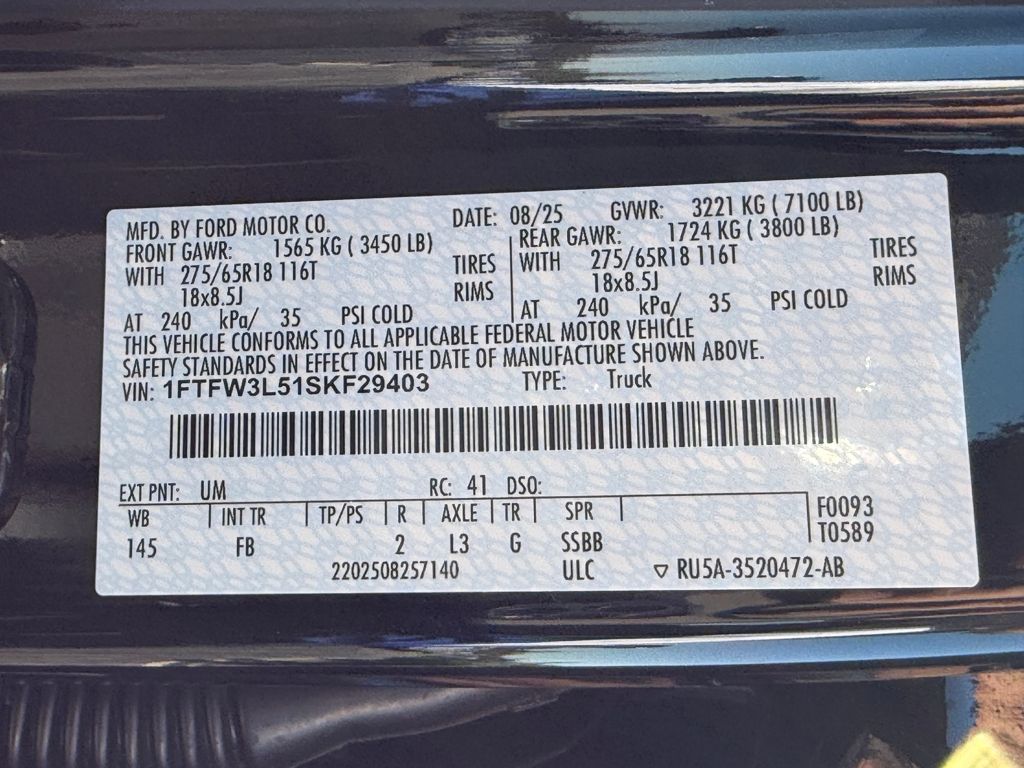 MFD. BY FORD MOTOR CO. DATE: 08/25 GVWR: 3221 KG ( 7100 LB)
FRONT GAWR: 1565 KG ( 3450 LB) REAR GAWR: 1724 KG ( 3800 LB)
WITH 275/65R18 116T TIRES WITH 275/65R18 116T TIRES
18x8.5J RIMS 18x8.5J RIMS
AT 240 kPa/ 35 PSI COLD AT 240 kPa/ 35 PSI COLD
THIS VEHICLE CONFORMS TO ALL APPLICABLE FEDERAL MOTOR VEHICLE
SAFETY STANDARDS IN EFFECT ON THE DATE OF MANUFACTURE SHOWN ABOVE.
VIN: 1FTFW3L51SKF29403 TYPE: Truck
EXT PNT: UM RC: 41 DSO:
WB INT TR TP/PS R AXLE TR SPR F0093
145 FB 2 L3 G SSBB T0589
2202508257140 ULC ▽ RU5A-3520472-AB